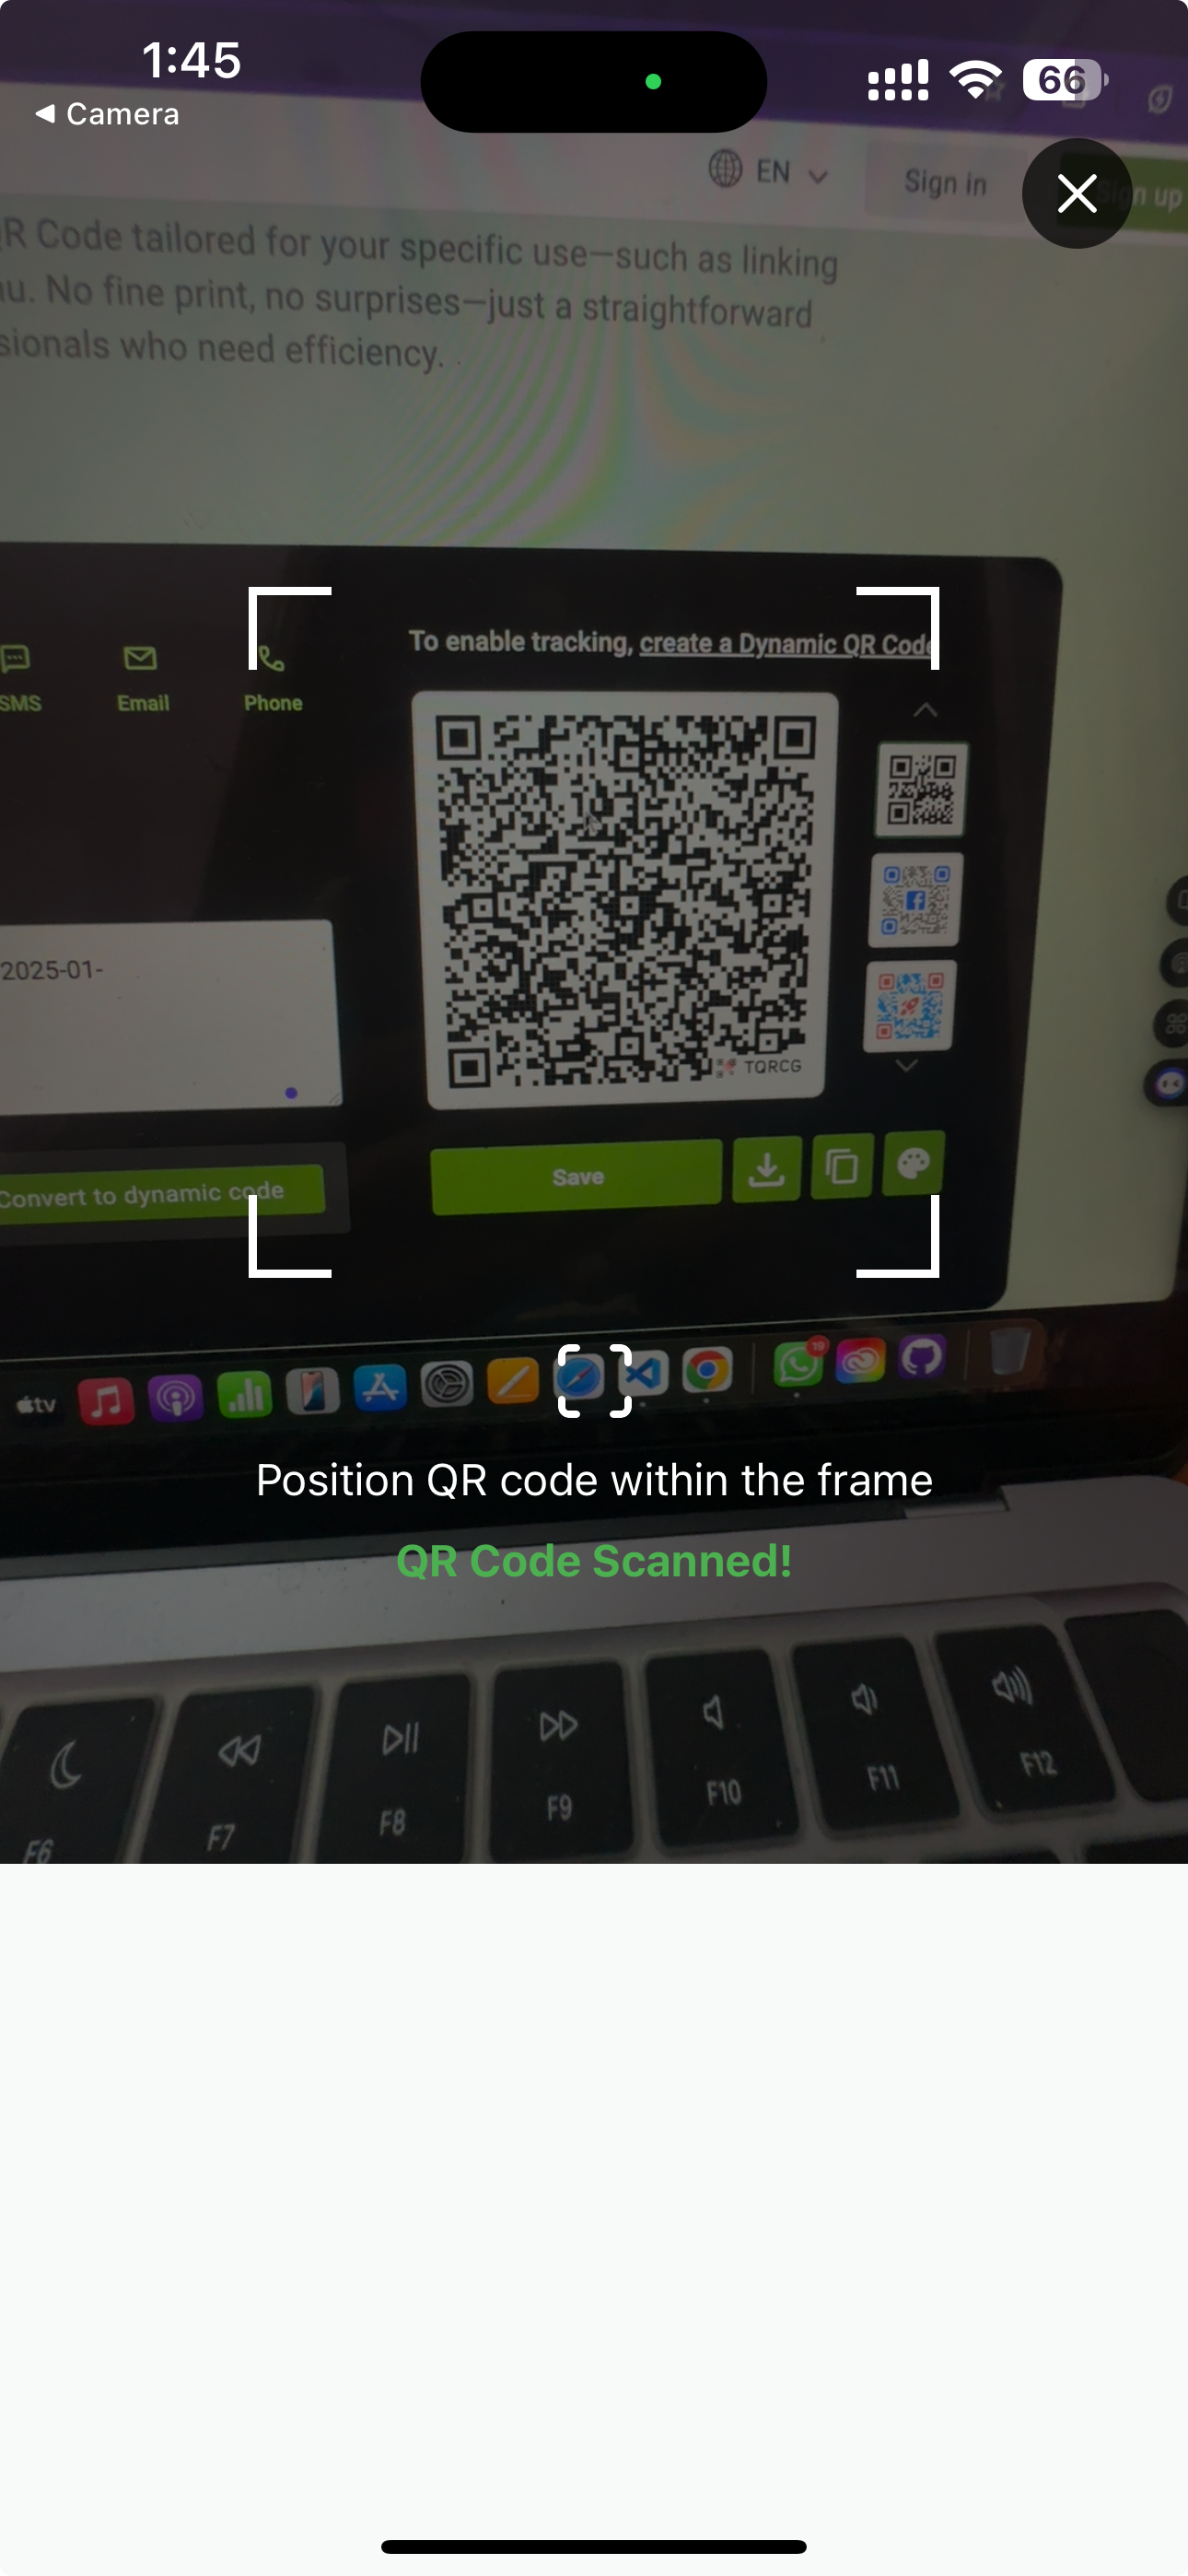 1:45
66
Camera
EN
Sign in
n up
R Code tailored for your specific use—such as linking
u. No fine print, no surprises—just a straightforward
sionals who need efficiency.
To enable tracking, create a Dynamic QR Code
SMS
Email
Phone
2025-01-
TQRCG
Convert to dynamic code
Save
tv
19
Position QR code within the frame
QR Code Scanned!
F6
F7
F8
F9
F10
F11
F12